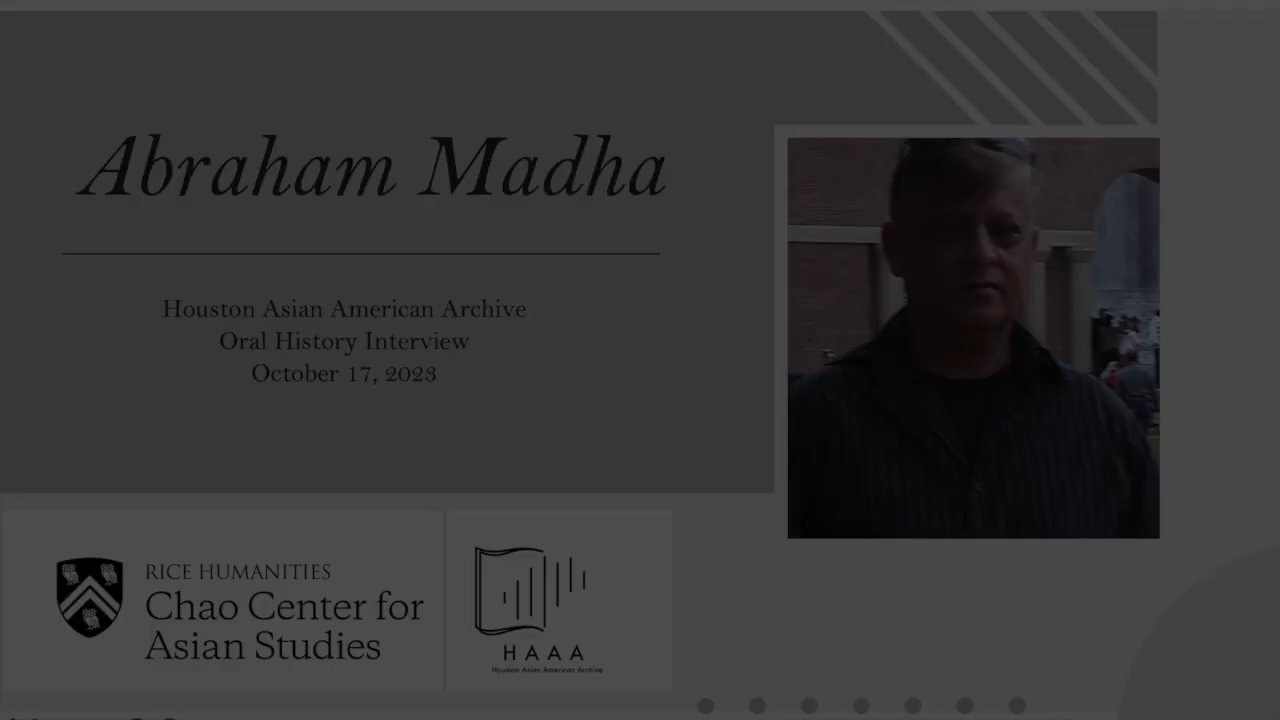 Abraham Madha
Houston Asian American Archive
Oral History Interview
October 17, 2023
RICE HUMANITIES
Chao Center for
Asian Studies
HAAA
Houston Asian American Archive